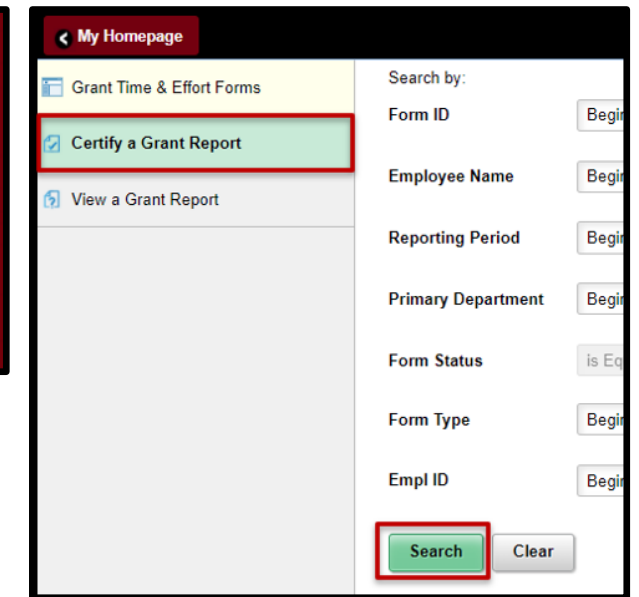 My Homepage
Grant Time & Effort Forms
Certify a Grant Report
View a Grant Report
Search by:
Form ID
Employee Name
Reporting Period
Primary Department
Form Status
Form Type
Empl ID
Search Clear